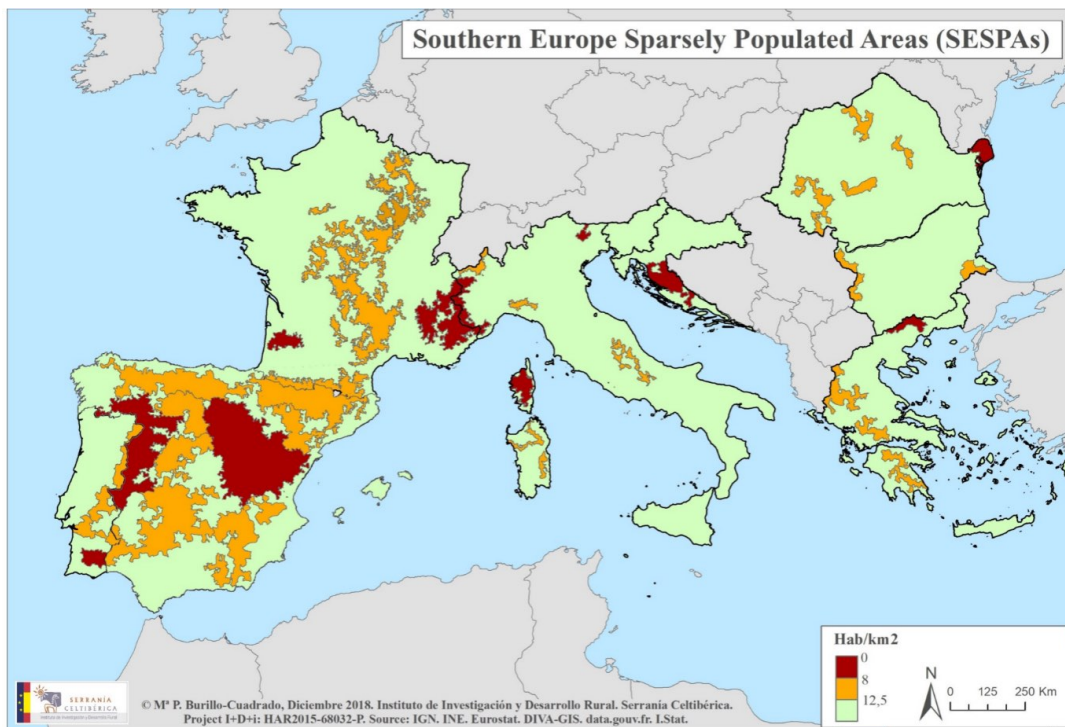 Southern Europe Sparsely Populated Areas (SESPAs)
Hab/km2
0
8
12,5
N
0 125 250 Km
SERRANÍA
CELTIBÉRICA
© Mª P. Burillo-Cuadrado, Diciembre 2018. Instituto de Investigación y Desarrollo Rural. Serranía Celtibérica.
Project I+D+i: HAR2015-68032-P. Source: IGN. INE. Eurostat. DIVA-GIS. data.gouv.fr. I.Stat.